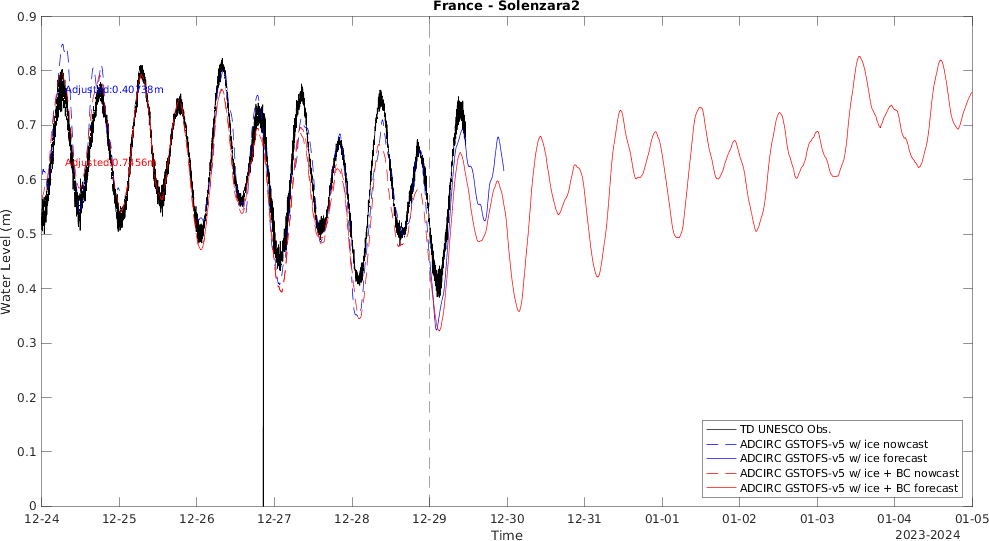 France - Solenzara2
0.9
0.8
0.7
0.6
0.5
0.4
0.3
0.2
0.1
0
Water Level (m)
Adjusted:0.40738m
Adjusted:0.7456m
TD UNESCO Obs.
ADCIRC GSTOFS-v5 w/ ice nowcast
ADCIRC GSTOFS-v5 w/ ice forecast
ADCIRC GSTOFS-v5 w/ ice + BC nowcast
ADCIRC GSTOFS-v5 w/ ice + BC forecast
12-24 12-25 12-26 12-27 12-28 12-29 12-30 12-31 01-01 01-02 01-03 01-04 01-05
Time
2023-2024